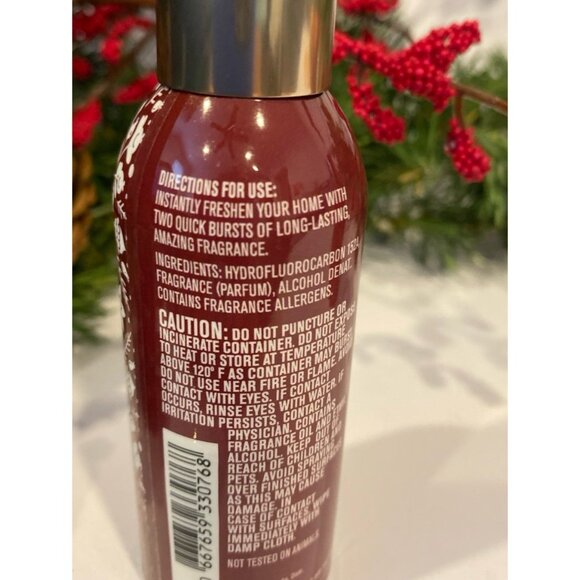 DIRECTIONS FOR USE:
INSTANTLY FRESHEN YOUR HOME WITH
TWO QUICK BURSTS OF LONG-LASTING,
AMAZING FRAGRANCE.
INGREDIENTS: HYDROFLUOROCARBON 152A,
FRAGRANCE (PARFUM), ALCOHOL DENAT.
CONTAINS FRAGRANCE ALLERGENS.
CAUTION: DO NOT PUNCTURE OR
INCINERATE CONTAINER. DO NOT EXPOSE
TO HEAT OR STORE AT TEMPERATURE
ABOVE 120° F AS CONTAINER MAY
DO NOT USE NEAR FIRE OR FLAME. AVOID
CONTACT WITH EYES. IF CONTACT
OCCURS, RINSE EYES WITH WATER. IF
IRRITATION PERSISTS, CONTACT A
PHYSICIAN. CONTAINS
FRAGRANCE OIL AND
ALCOHOL. KEEP OUT
REACH OF CHILDREN
PETS. AVOID SPRAYING
OVER FINISHED
AS THIS MAY CAUSE
DAMAGE. IN
CASE OF CONTACT
WITH SURFACES, WIPE
IMMEDIATELY WITH
DAMP CLOTH.
NOT TESTED ON ANIMALS
0 667659 330768